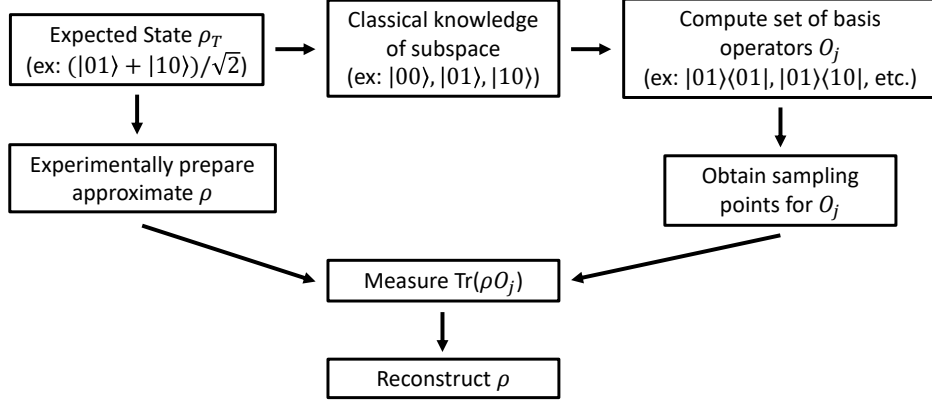 Expected State ρ_T
(ex: (|01⟩ + |10⟩)/√2)
Classical knowledge
of subspace
(ex: |00⟩, |01⟩, |10⟩)
Compute set of basis
operators O_j
(ex: |01⟩⟨01|, |01⟩⟨10|, etc.)
Experimentally prepare
approximate ρ
Obtain sampling
points for O_j
Measure Tr(ρO_j)
Reconstruct ρ